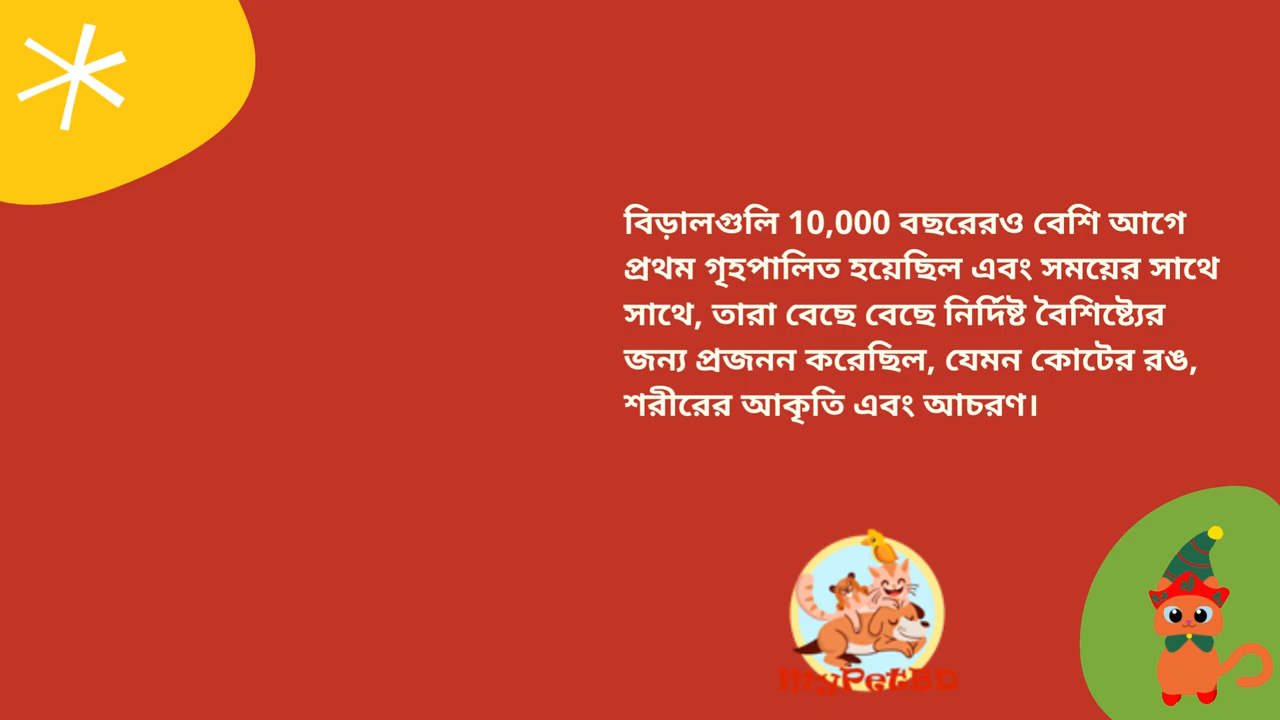 বিড়ালগুলি 10,000 বছরেরও বেশি আগে
প্রথম গৃহপালিত হয়েছিল এবং সময়ের সাথে
সাথে, তারা বেছে বেছে নির্দিষ্ট বৈশিষ্ট্যের
জন্য প্রজনন করেছিল, যেমন কোটের রঙ,
শরীরের আকৃতি এবং আচরণ।
MyPetBD